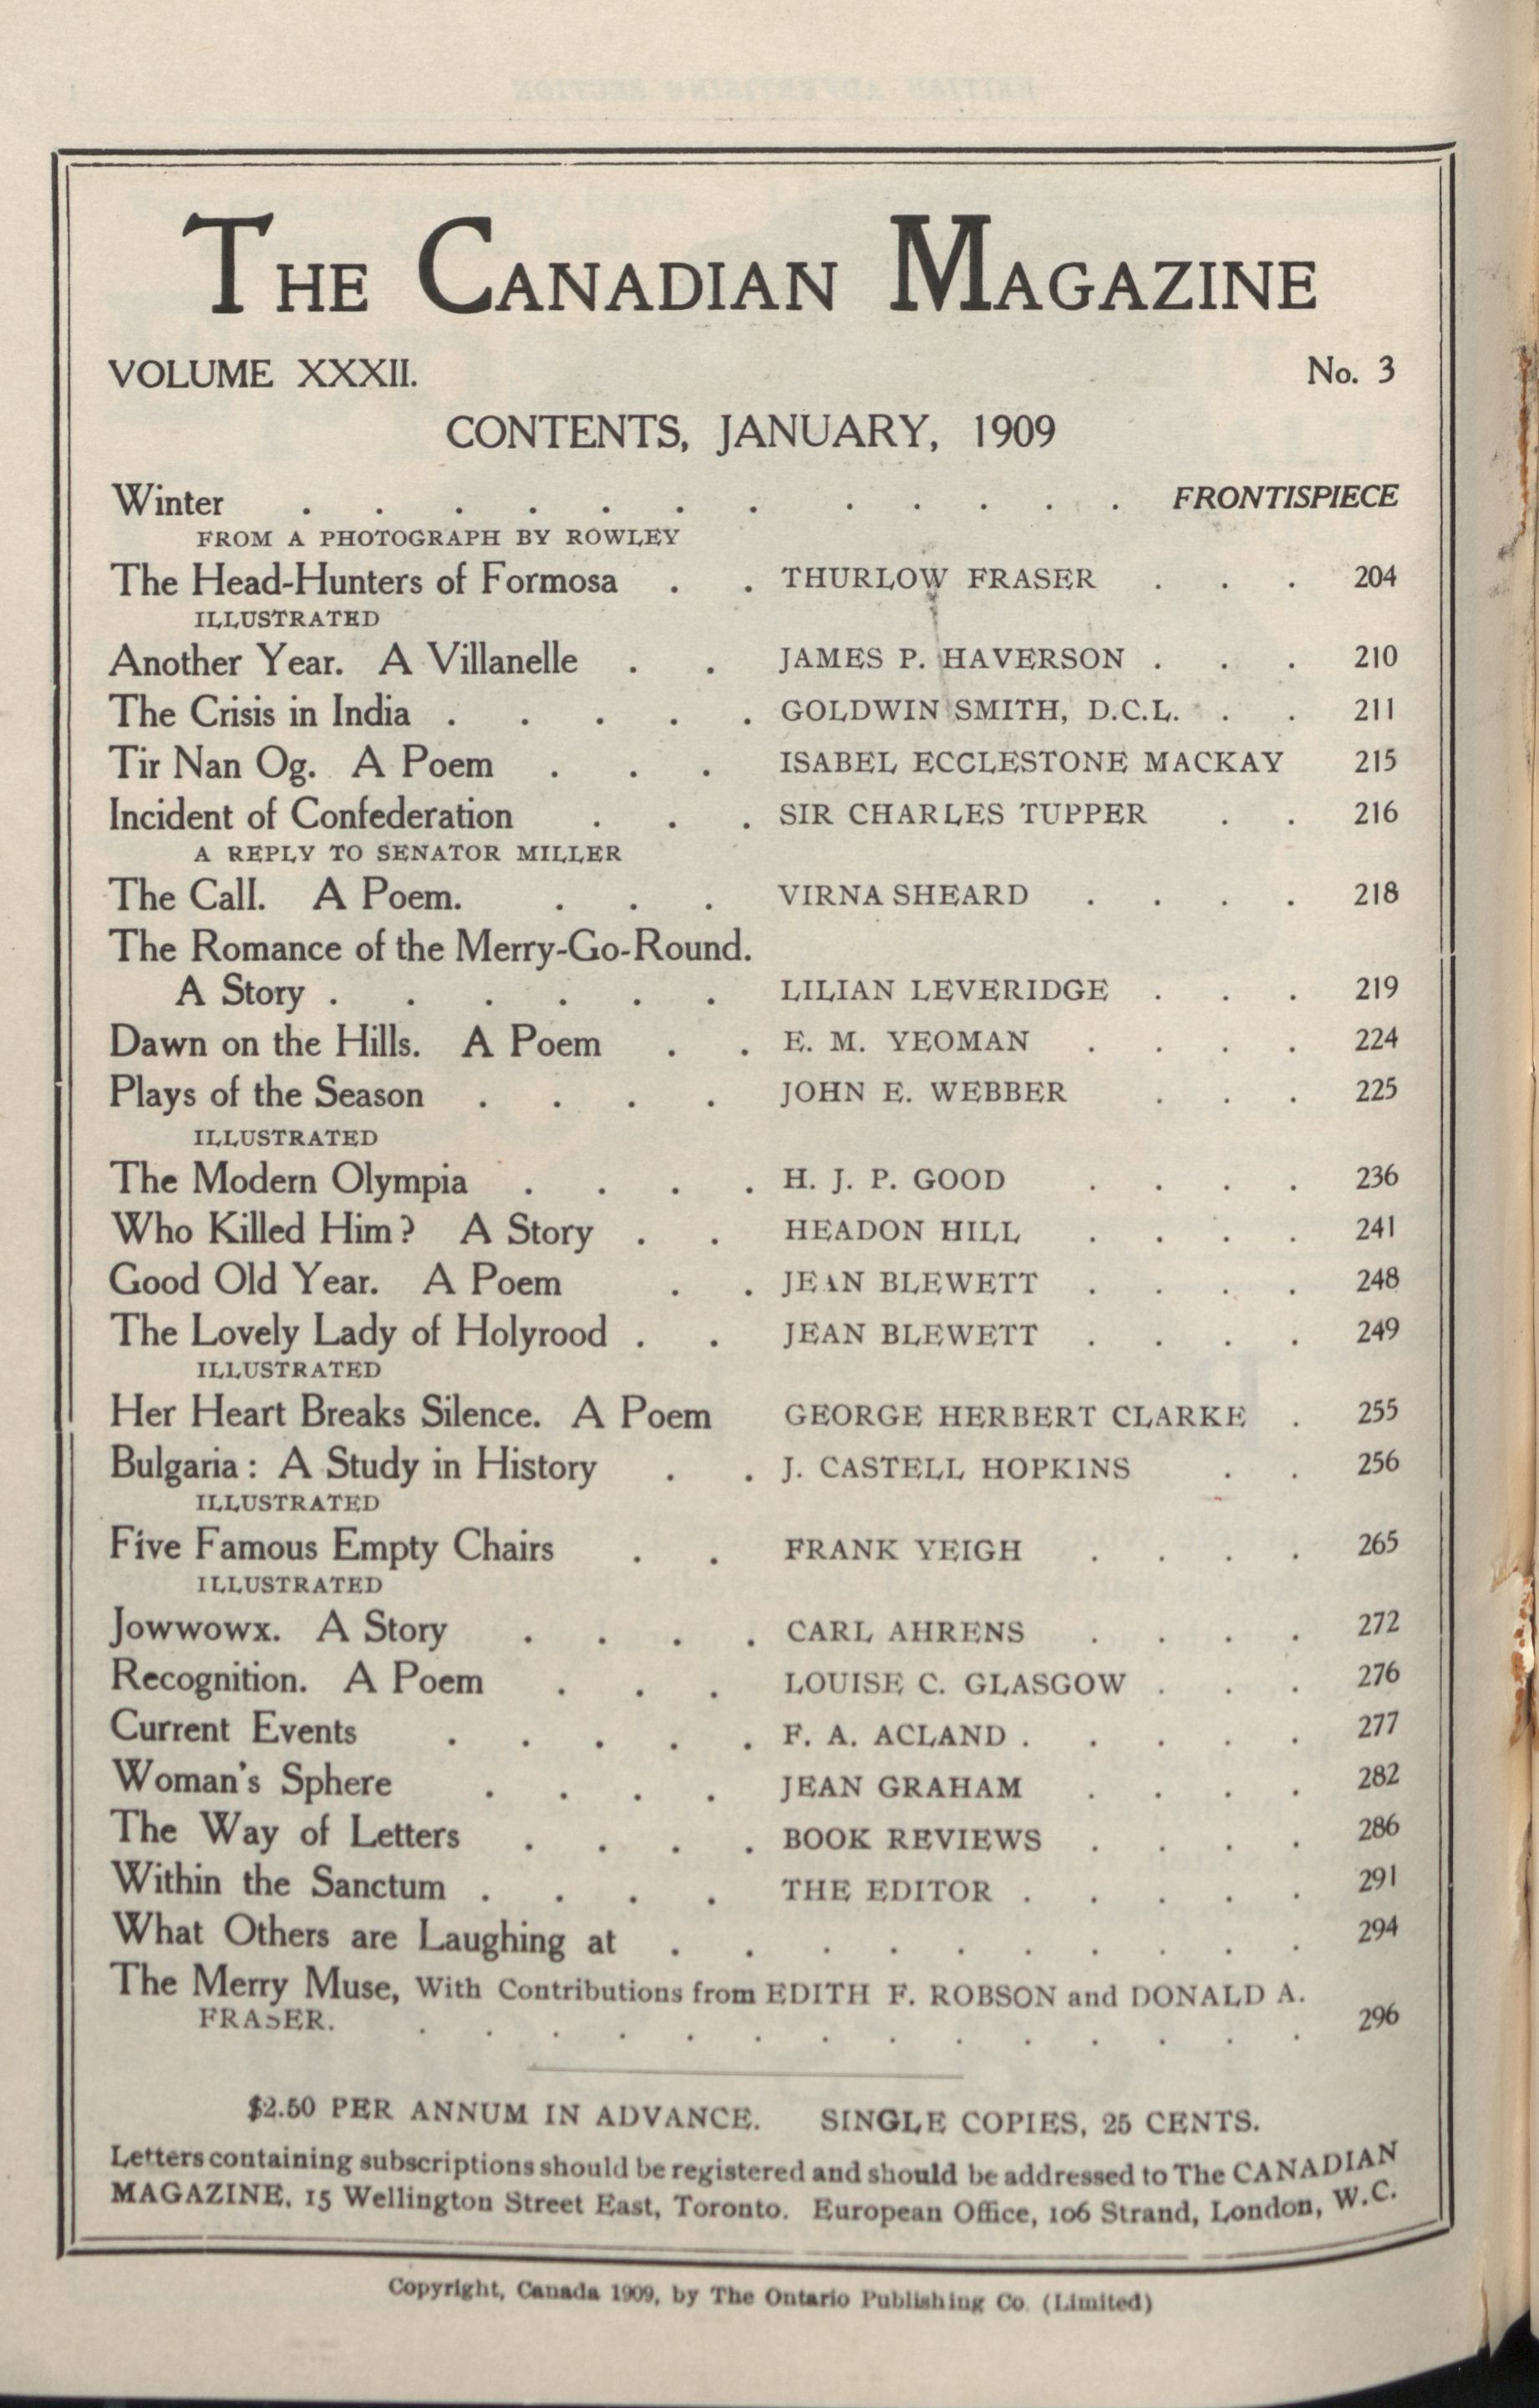 THE CANADIAN MAGAZINE
VOLUME XXXII. No. 3
CONTENTS, JANUARY, 1909
Winter . . . . . . . . . . . . FRONTISPIECE
FROM A PHOTOGRAPH BY ROWLEY
The Head-Hunters of Formosa . . THURLOW FRASER . . . 204
ILLUSTRATED
Another Year. A Villanelle . . JAMES P. HAVERSON . . . 210
The Crisis in India . . . . . GOLDWIN SMITH, D.C.L. . . 211
Tir Nan Og. A Poem . . . ISABEL ECCLESTONE MACKAY 215
Incident of Confederation . . . SIR CHARLES TUPPER . . 216
A REPLY TO SENATOR MILLER
The Call. A Poem. . . . VIRNA SHEARD . . . . 218
The Romance of the Merry-Go-Round.
A Story . . . . . . LILIAN LEVERIDGE . . . 219
Dawn on the Hills. A Poem . . E. M. YEOMAN . . . . 224
Plays of the Season . . . . JOHN E. WEBBER . . . 225
ILLUSTRATED
The Modern Olympia . . . . H. J. P. GOOD . . . . 236
Who Killed Him? A Story . . HEADON HILL . . . . 241
Good Old Year. A Poem . . JEAN BLEWETT . . . . 248
The Lovely Lady of Holyrood . . JEAN BLEWETT . . . . 249
ILLUSTRATED
Her Heart Breaks Silence. A Poem GEORGE HERBERT CLARKE . 255
Bulgaria: A Study in History . . J. CASTELL HOPKINS . . 256
ILLUSTRATED
Five Famous Empty Chairs . . FRANK YEIGH . . . . 265
ILLUSTRATED
Jowwowx. A Story . . . . CARL AHRENS . . . . 272
Recognition. A Poem . . . LOUISE C. GLASGOW . . . 276
Current Events . . . . . F. A. ACLAND . . . . . 277
Woman's Sphere . . . . JEAN GRAHAM . . . . 282
The Way of Letters . . . . BOOK REVIEWS . . . . 286
Within the Sanctum . . . . THE EDITOR . . . . . 291
What Others are Laughing at . . . . . . . . . . 294
The Merry Muse, With Contributions from EDITH F. ROBSON and DONALD A.
FRASER. . . . . . . . . . . . . . . 296
$2.50 PER ANNUM IN ADVANCE. SINGLE COPIES, 25 CENTS.
Letters containing subscriptions should be registered and should be addressed to The CANADIAN
MAGAZINE, 15 Wellington Street East, Toronto. European Office, 106 Strand, London, W.C.
Copyright, Canada 1909, by The Ontario Publishing Co. (Limited)